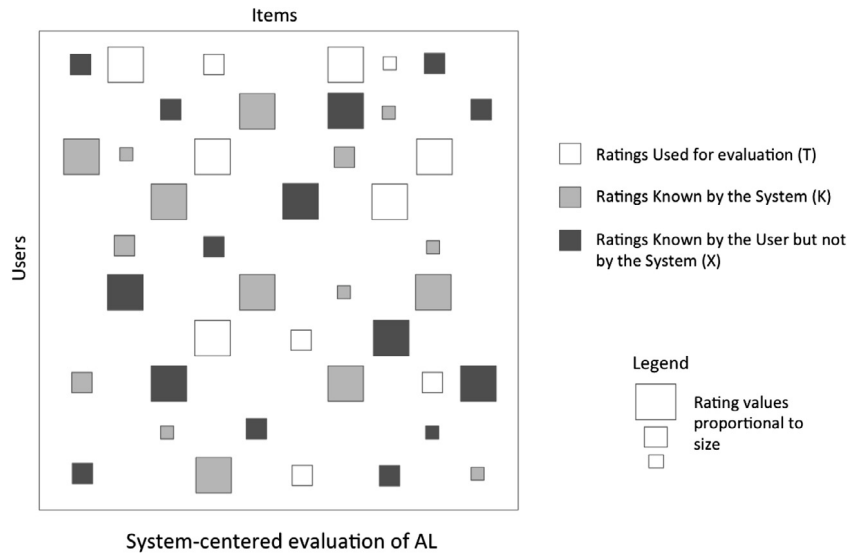 Items
Users
Ratings Used for evaluation (T)
Ratings Known by the System (K)
Ratings Known by the User but not
by the System (X)
Legend
Rating values
proportional to
size
System-centered evaluation of AL